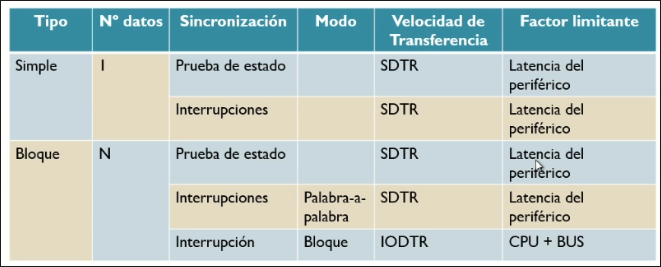 Tipo Nº datos Sincronización Modo Velocidad de Transferencia Factor limitante
Simple 1 Prueba de estado SDTR Latencia del periférico
Interrupciones SDTR Latencia del periférico
Bloque N Prueba de estado SDTR Latencia del periférico
Interrupciones Palabra-a-palabra SDTR Latencia del periférico
Interrupción Bloque IODTR CPU + BUS